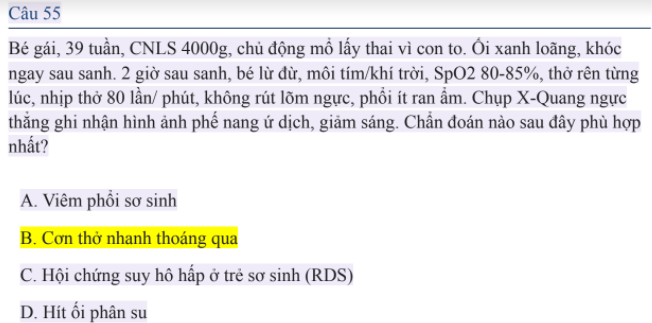 Câu 55
Bé gái, 39 tuần, CNLS 4000g, chủ động mổ lấy thai vì con to. Ối xanh loãng, khóc
ngay sau sanh. 2 giờ sau sanh, bé lừ đừ, môi tím/khí trời, SpO2 80-85%, thở rên từng
lúc, nhịp thở 80 lần/ phút, không rút lõm ngực, phổi ít ran ẩm. Chụp X-Quang ngực
thẳng ghi nhận hình ảnh phế nang ứ dịch, giảm sáng. Chẩn đoán nào sau đây phù hợp
nhất?
A. Viêm phổi sơ sinh
B. Cơn thở nhanh thoáng qua
C. Hội chứng suy hô hấp ở trẻ sơ sinh (RDS)
D. Hít ối phân su